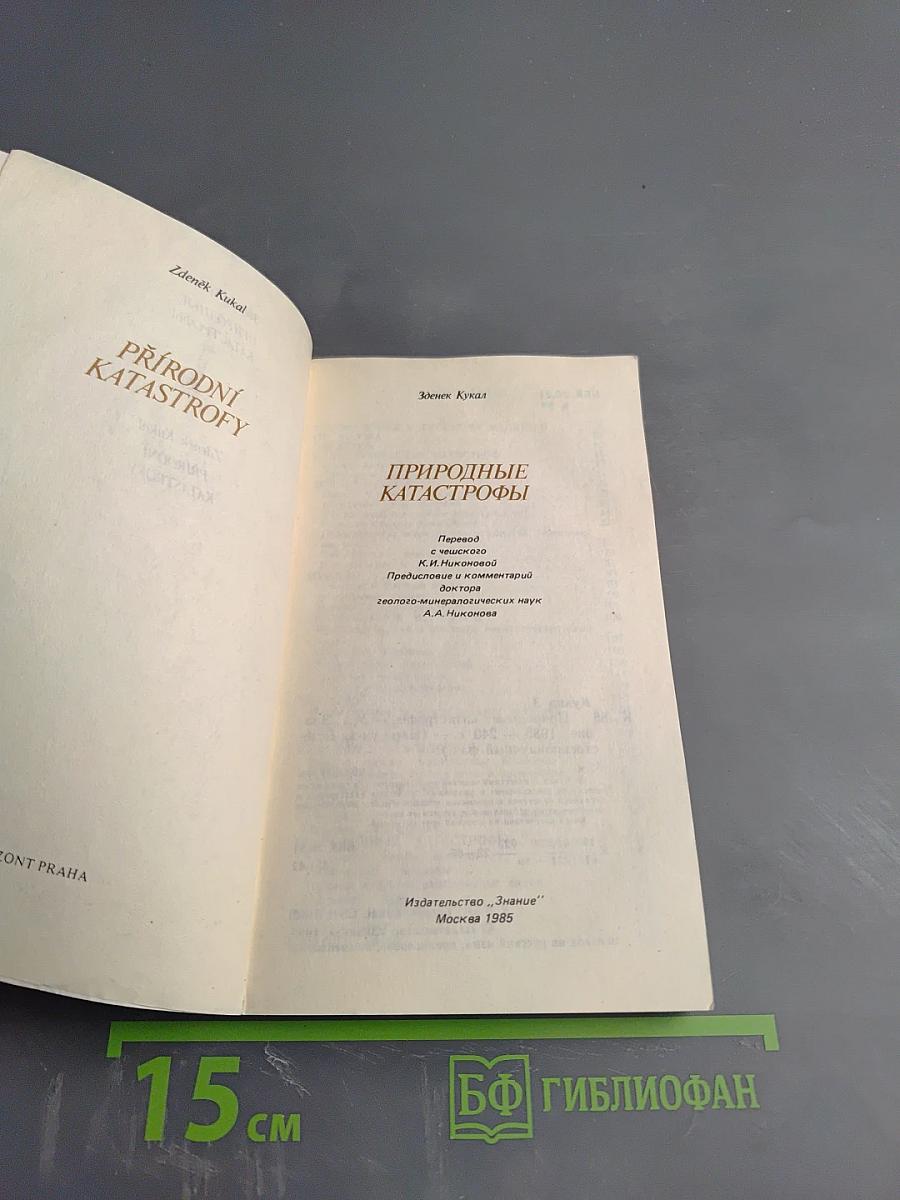 Zdeněk Kukal
PŘÍRODNÍ
KATASTROFY
ZONT PRAHA
Зденек Кукал
ПРИРОДНЫЕ
КАТАСТРОФЫ
Перевод
с чешского
К.И.Никоновой
Предисловие и комментарий
доктора
геолого-минералогических наук
А.А.Никонова
Издательство ,,Знание''
Москва 1985
15 см
БФ ГИБЛИОФАН